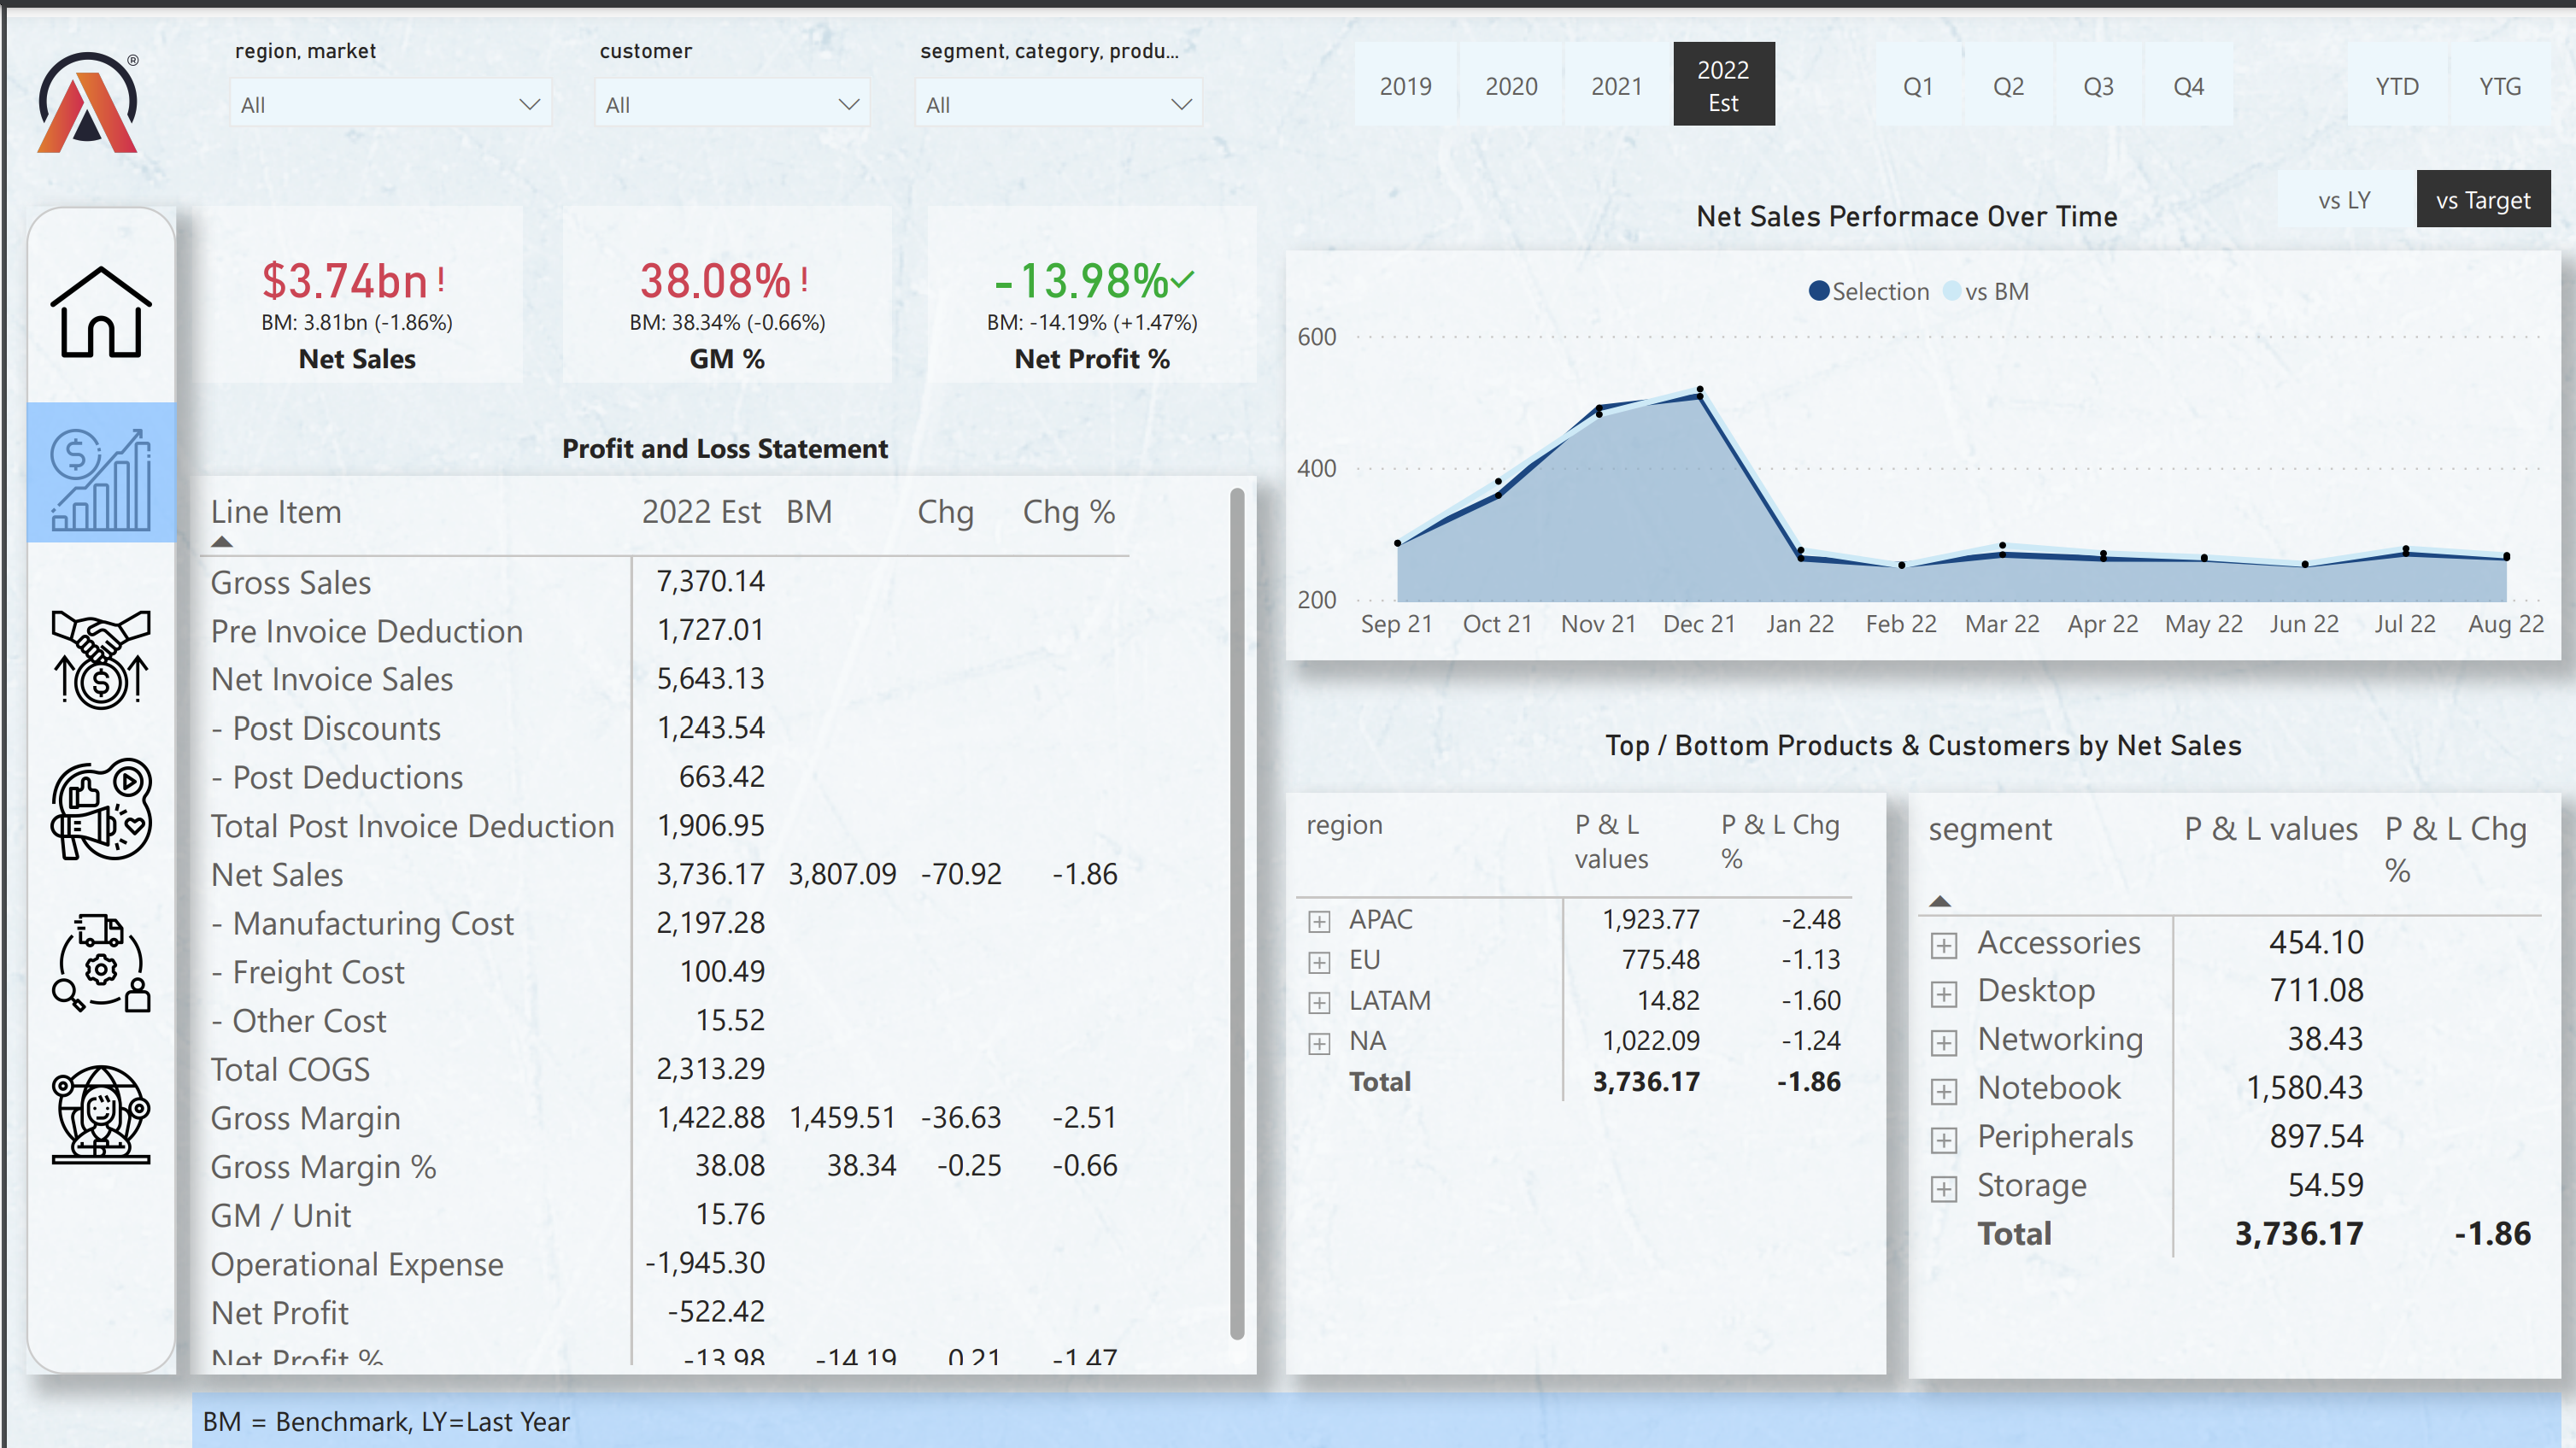 region, market
customer
segment, category, produ...
All
All
All
2019
2020
2021
2022
Est
Q1
Q2
Q3
Q4
YTD
YTG
vs LY
vs Target
®
$3.74bn !
BM: 3.81bn (-1.86%)
Net Sales
38.08% !
BM: 38.34% (-0.66%)
GM %
-13.98%
BM: -14.19% (+1.47%)
Net Profit %
Net Sales Performace Over Time
Selection vs BM
600
400
200
Sep 21 Oct 21 Nov 21 Dec 21 Jan 22 Feb 22 Mar 22 Apr 22 May 22 Jun 22 Jul 22 Aug 22
Profit and Loss Statement
Line Item 2022 Est BM Chg Chg %
Gross Sales 7,370.14
Pre Invoice Deduction 1,727.01
Net Invoice Sales 5,643.13
- Post Discounts 1,243.54
- Post Deductions 663.42
Total Post Invoice Deduction 1,906.95
Net Sales 3,736.17 3,807.09 -70.92 -1.86
- Manufacturing Cost 2,197.28
- Freight Cost 100.49
- Other Cost 15.52
Total COGS 2,313.29
Gross Margin 1,422.88 1,459.51 -36.63 -2.51
Gross Margin % 38.08 38.34 -0.25 -0.66
GM / Unit 15.76
Operational Expense -1,945.30
Net Profit -522.42
Net Profit % -13.98 -14.19 0.21 -1.47
Top / Bottom Products & Customers by Net Sales
region P & L values P & L Chg %
APAC 1,923.77 -2.48
EU 775.48 -1.13
LATAM 14.82 -1.60
NA 1,022.09 -1.24
Total 3,736.17 -1.86
segment P & L values P & L Chg %
Accessories 454.10
Desktop 711.08
Networking 38.43
Notebook 1,580.43
Peripherals 897.54
Storage 54.59
Total 3,736.17 -1.86
BM = Benchmark, LY=Last Year